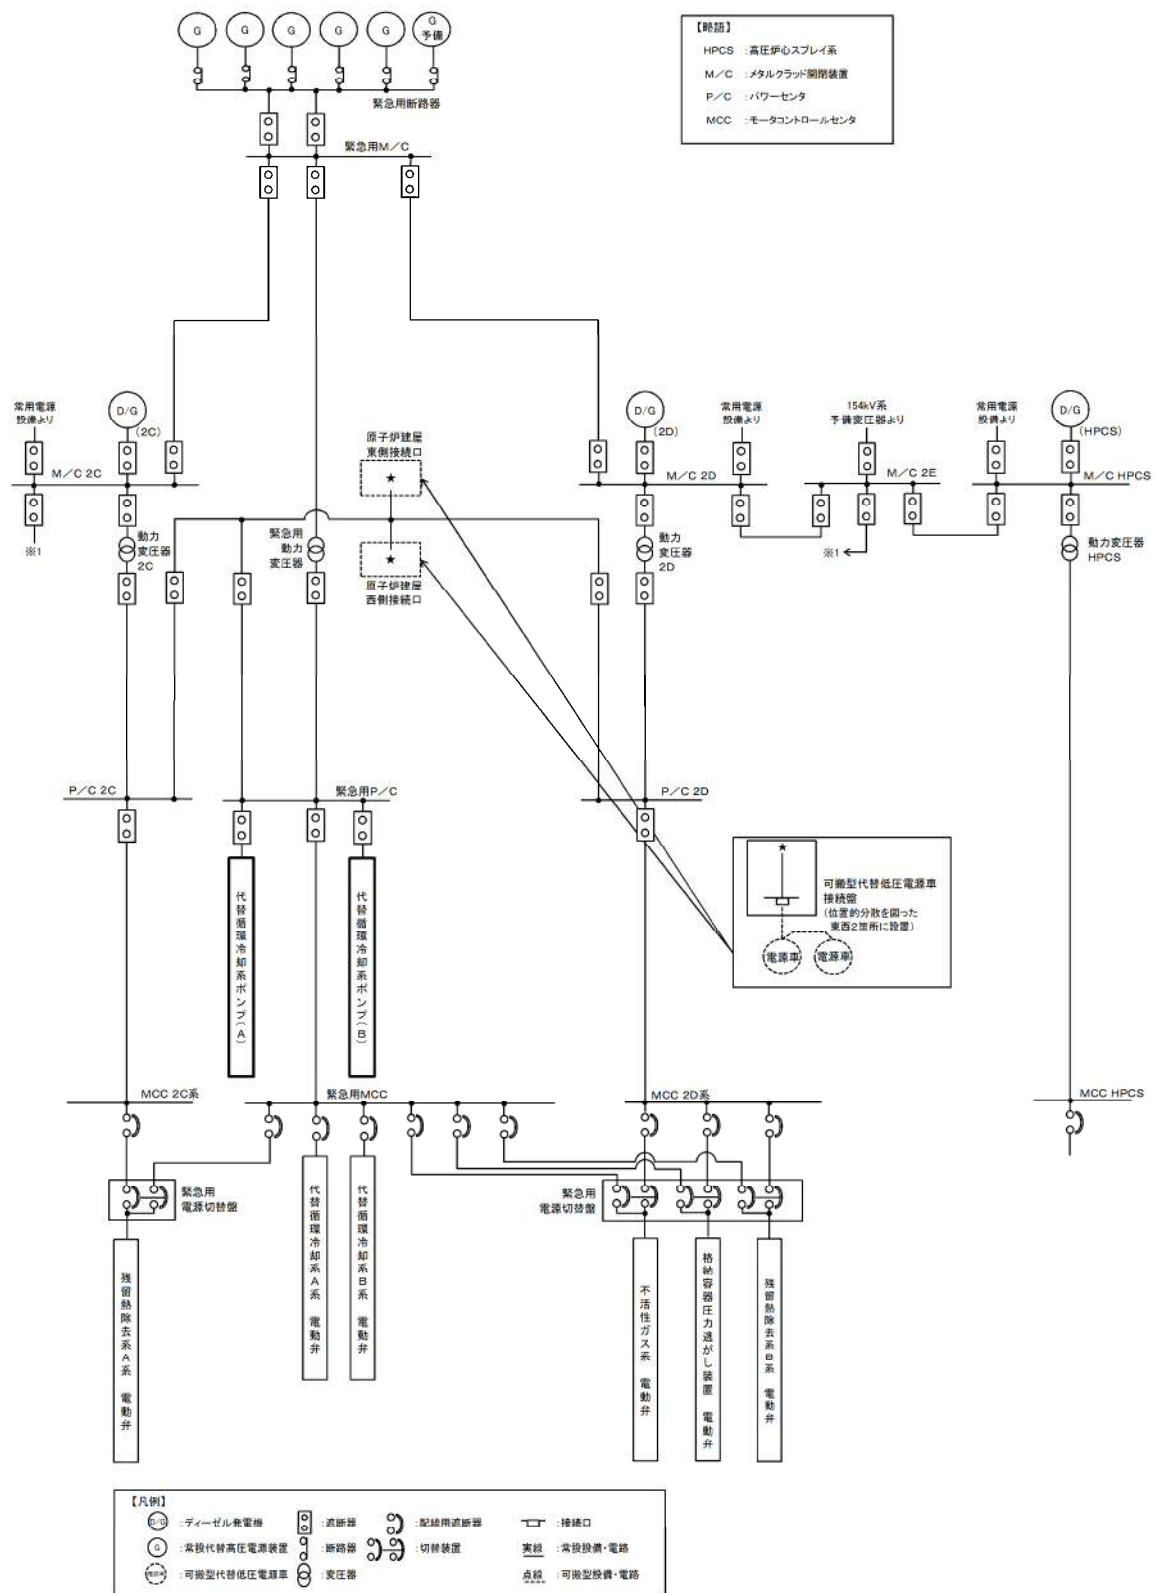 G
G
G
G
G
G
予備
緊急用断路器
緊急用M/C
【略語】
HPCS :高圧炉心スプレイ系
M/C :メタルクラッド開閉装置
P/C :パワーセンタ
MCC :モータコントロールセンタ
常用電源
設備より
D/G
(2C)
M/C 2C
※1
動力
変圧器
2C
原子炉建屋
東側接続口
★
★
原子炉建屋
西側接続口
緊急用
動力
変圧器
D/G
(2D)
M/C 2D
動力
変圧器
2D
常用電源
設備より
154kV系
予備変圧器より
M/C 2E
※1
常用電源
設備より
D/G
(HPCS)
M/C HPCS
動力変圧器
HPCS
P/C 2C
緊急用P/C
P/C 2D
代替循環冷却系ポンプ(A)
代替循環冷却系ポンプ(B)
★
可搬型代替低圧電源車
接続盤
(位置的分散を図った
東西2箇所に設置)
電源車
電源車
MCC 2C系
緊急用MCC
MCC 2D系
MCC HPCS
緊急用
電源切替盤
緊急用
電源切替盤
残留熱除去系A系 電動弁
代替循環冷却系A系 電動弁
代替循環冷却系B系 電動弁
不活性ガス系 電動弁
格納容器圧力逃がし装置 電動弁
残留熱除去系B系 電動弁
【凡例】
D/G :ディーゼル発電機
:遮断器
:配線用遮断器
:接続口
G :常設代替高圧電源装置
:断路器
:切替装置
実線 :常設設備・電路
電源車 :可搬型代替低圧電源車
:変圧器
点線 :可搬型設備・電路